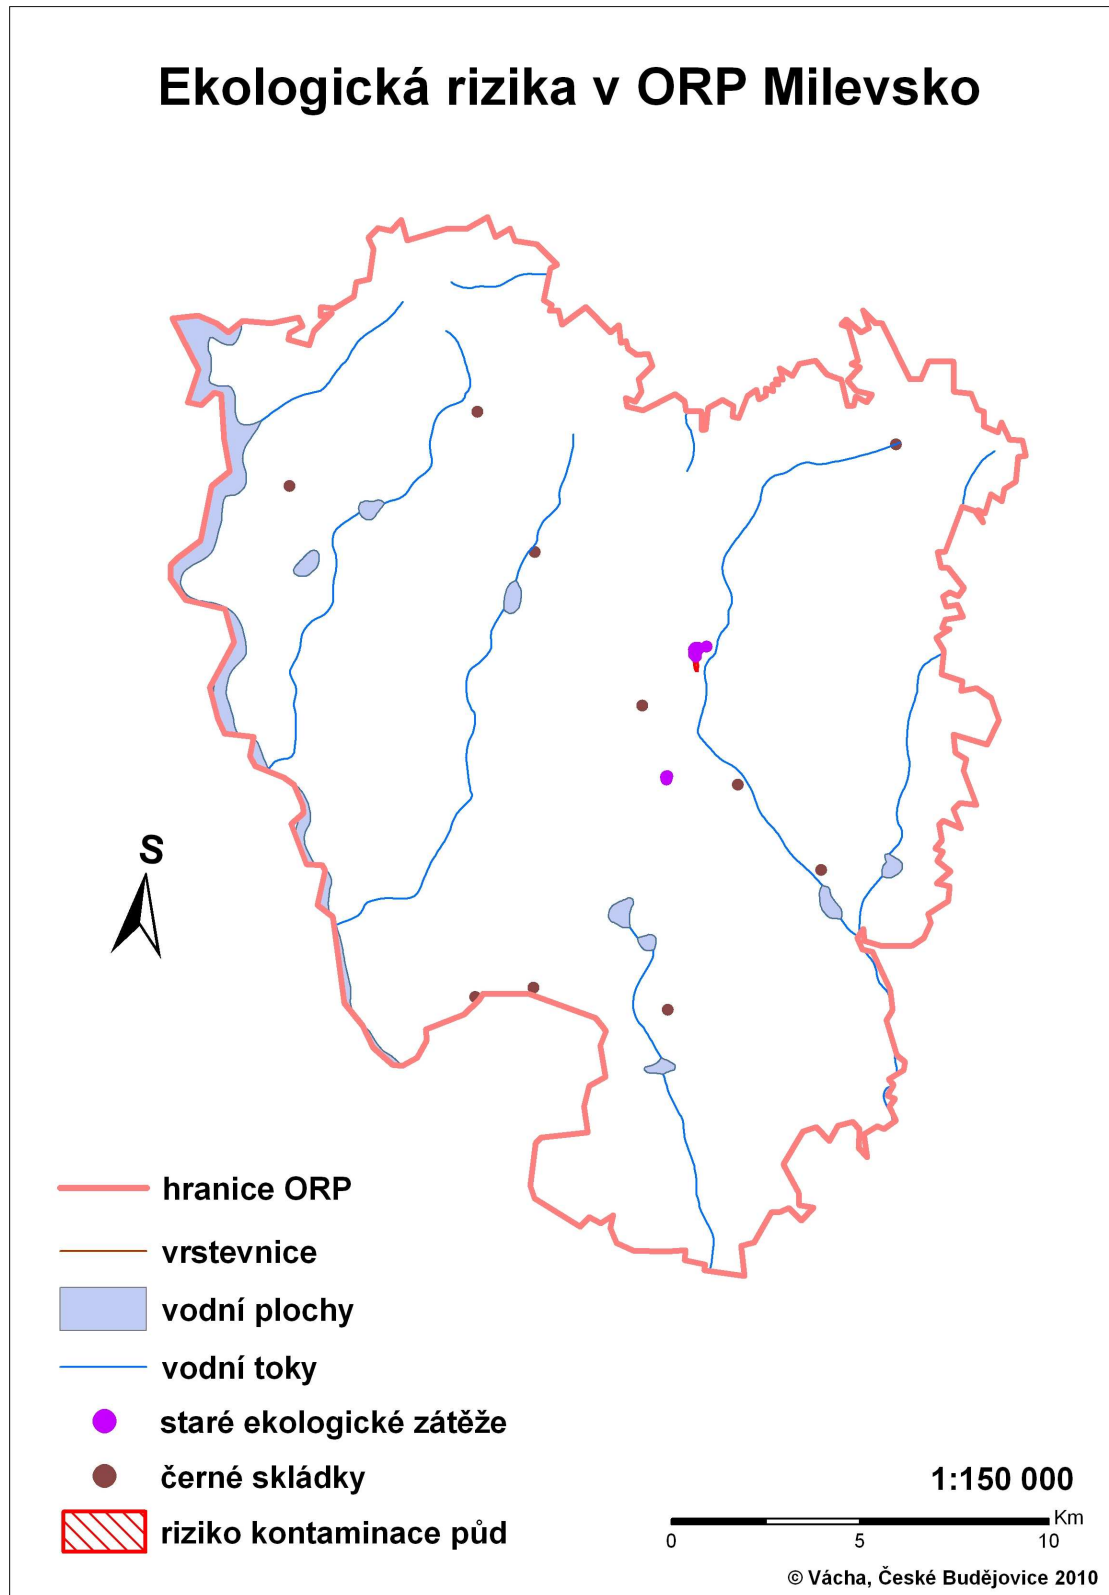 Ekologická rizika v ORP Milevsko
S
hranice ORP
vrstevnice
vodní plochy
vodní toky
staré ekologické zátěže
černé skládky
riziko kontaminace půd
1:150 000
Km
0 5 10
© Vácha, České Budějovice 2010